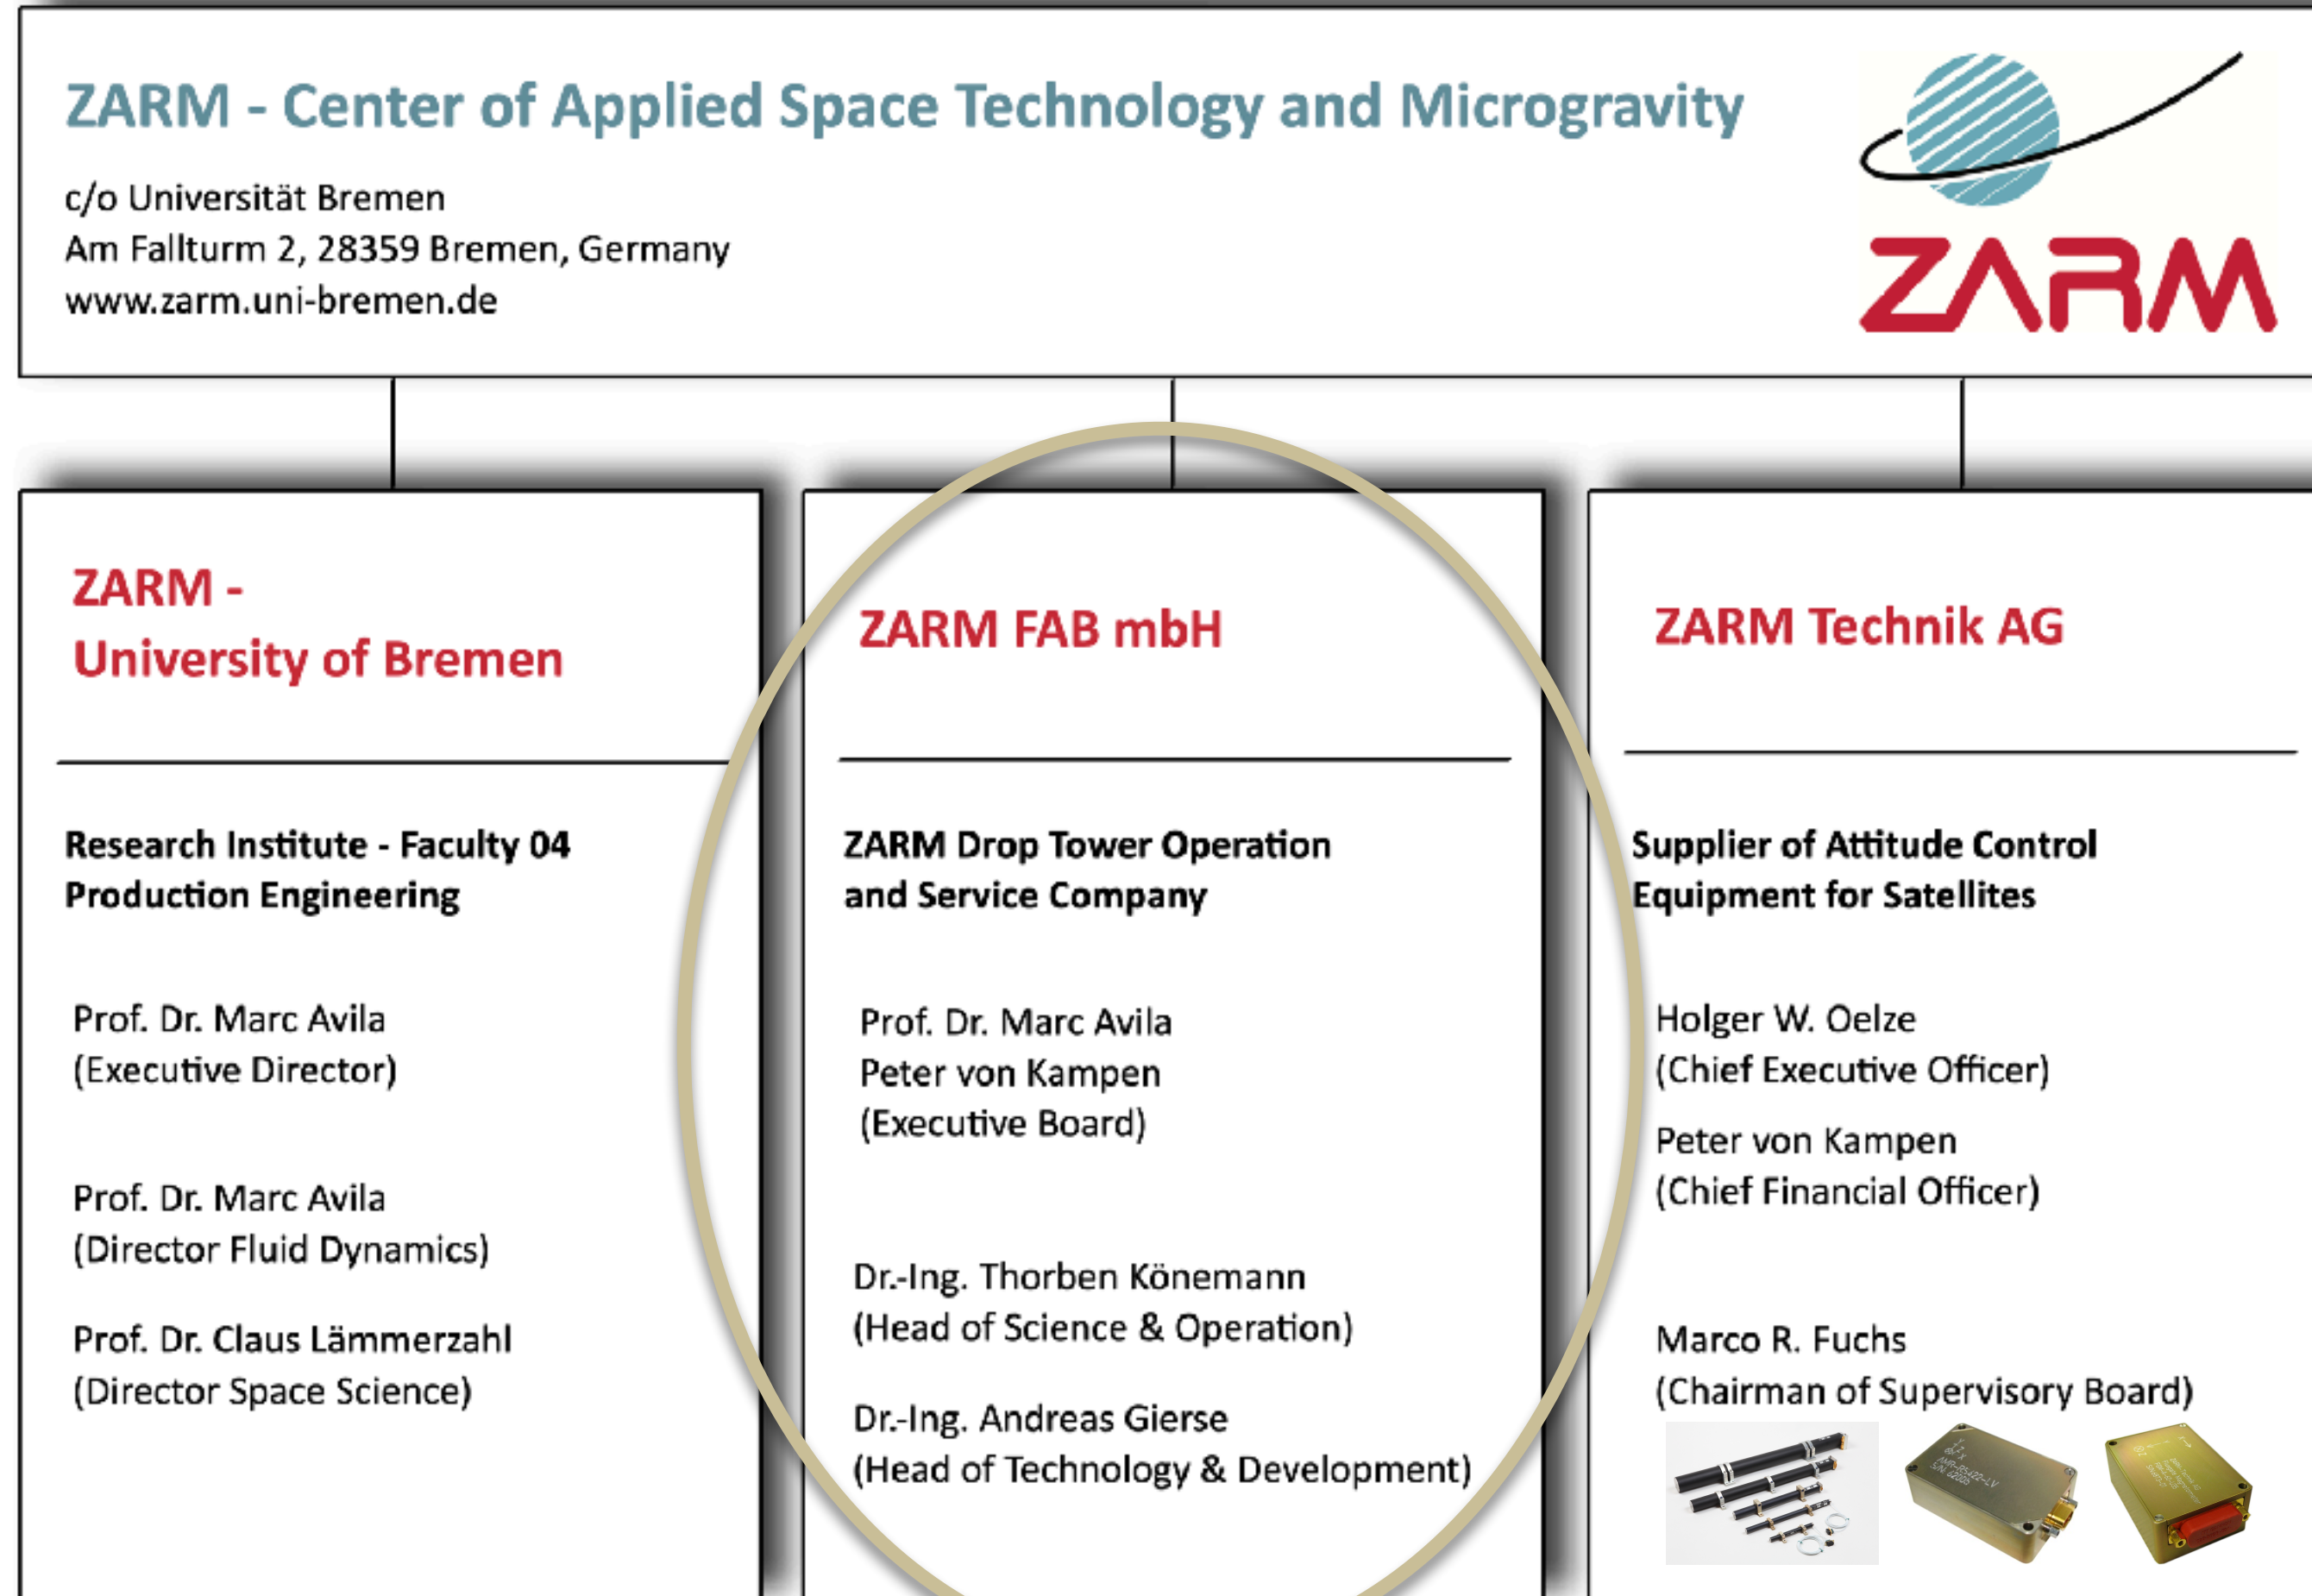 ZARM - Center of Applied Space Technology and Microgravity
c/o Universität Bremen
Am Fallturm 2, 28359 Bremen, Germany
www.zarm.uni-bremen.de
ZARM
ZARM -
University of Bremen
Research Institute - Faculty 04
Production Engineering
Prof. Dr. Marc Avila
(Executive Director)
Prof. Dr. Marc Avila
(Director Fluid Dynamics)
Prof. Dr. Claus Lämmerzahl
(Director Space Science)
ZARM FAB mbH
ZARM Drop Tower Operation
and Service Company
Prof. Dr. Marc Avila
Peter von Kampen
(Executive Board)
Dr.-Ing. Thorben Könemann
(Head of Science & Operation)
Dr.-Ing. Andreas Gierse
(Head of Technology & Development)
ZARM Technik AG
Supplier of Attitude Control
Equipment for Satellites
Holger W. Oelze
(Chief Executive Officer)
Peter von Kampen
(Chief Financial Officer)
Marco R. Fuchs
(Chairman of Supervisory Board)
AMR-RS422-LV